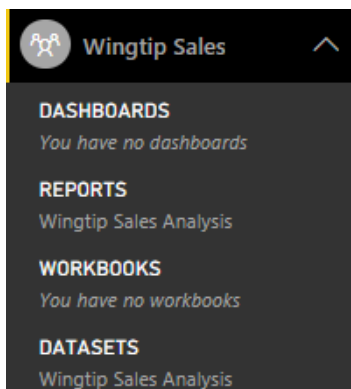 Wingtip Sales
DASHBOARDS
You have no dashboards
REPORTS
Wingtip Sales Analysis
WORKBOOKS
You have no workbooks
DATASETS
Wingtip Sales Analysis